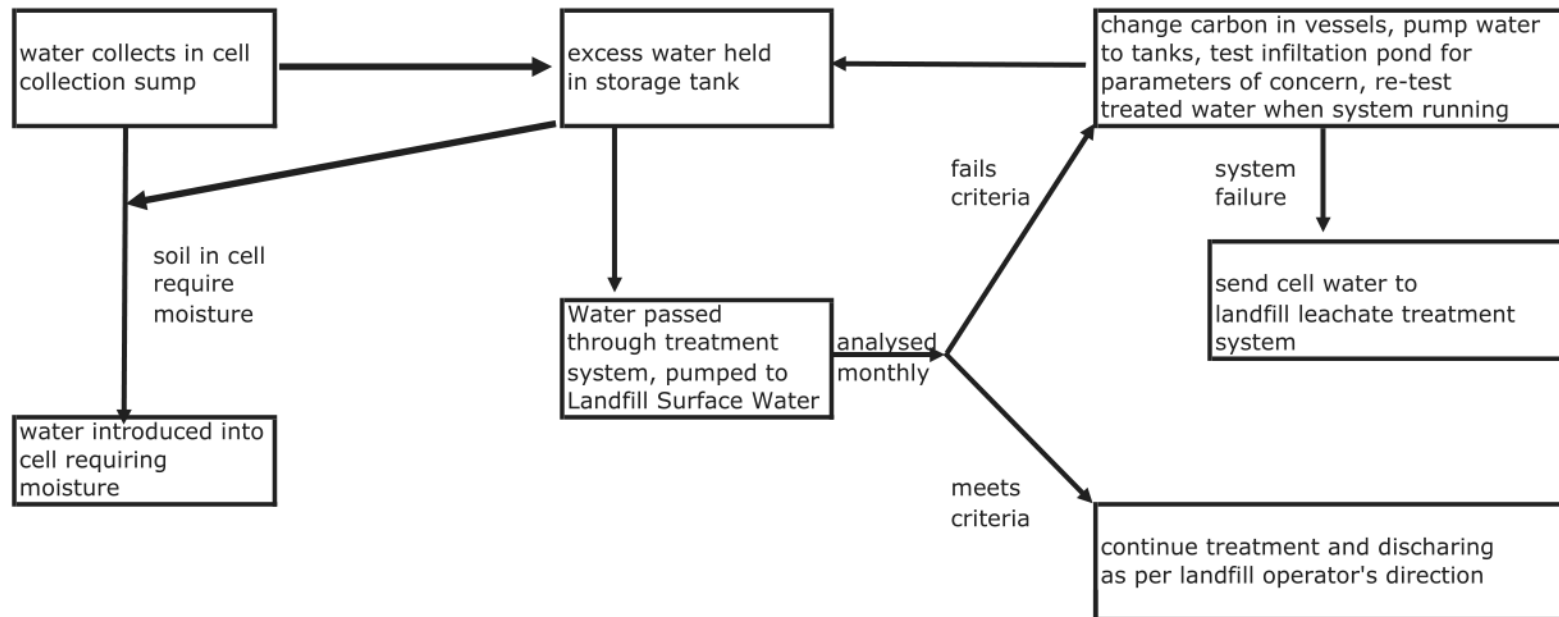 water collects in cell
collection sump
excess water held
in storage tank
change carbon in vessels, pump water
to tanks, test infiltation pond for
parameters of concern, re-test
treated water when system running
fails
criteria
system
failure
soil in cell
require
moisture
send cell water to
landfill leachate treatment
system
Water passed
through treatment
system, pumped to
Landfill Surface Water
analysed
monthly
water introduced into
cell requiring
moisture
meets
criteria
continue treatment and discharing
as per landfill operator's direction